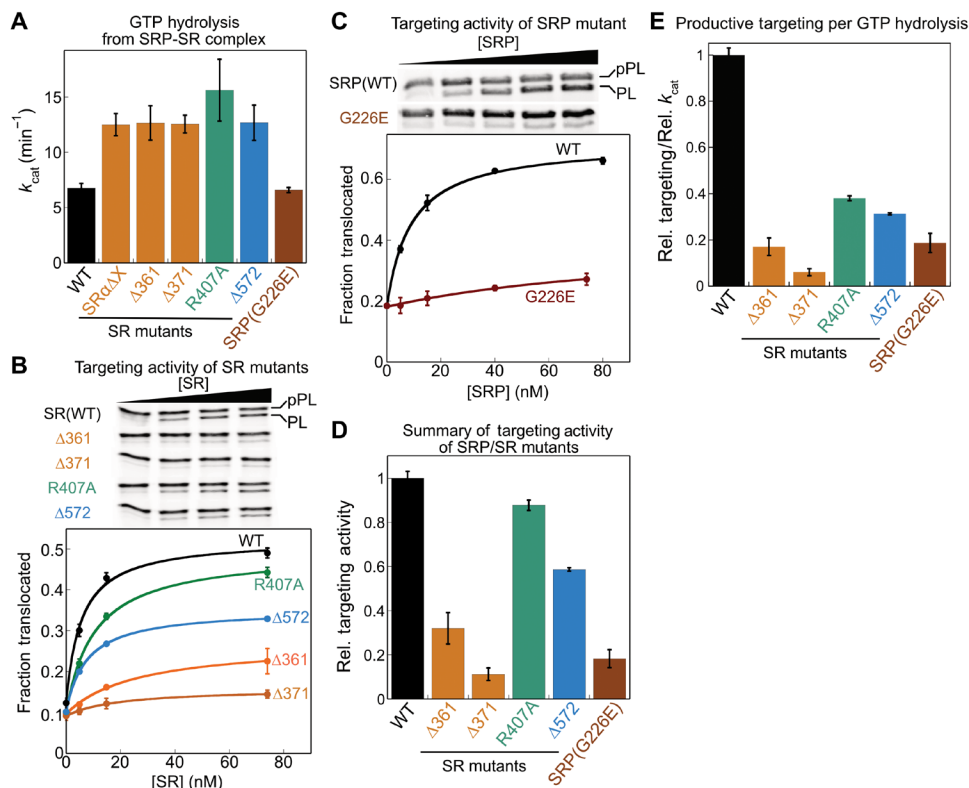 A
GTP hydrolysis
from SRP-SR complex
kcat (min−1)
15
10
5
0
WT
SRαΔX
Δ361
Δ371
R407A
Δ572
SRP(G226E)
SR mutants
B
Targeting activity of SR mutants
[SR]
SR(WT)
Δ361
Δ371
R407A
Δ572
pPL
PL
Fraction translocated
0.5
0.4
0.3
0.2
0.1
0
WT
R407A
Δ572
Δ361
Δ371
0 20 40 60 80
[SR] (nM)
C
Targeting activity of SRP mutant
[SRP]
SRP(WT)
G226E
pPL
PL
Fraction translocated
0.6
0.4
0.2
0
WT
G226E
0 20 40 60 80
[SRP] (nM)
D
Summary of targeting activity
of SRP/SR mutants
Rel. targeting activity
1
0.8
0.6
0.4
0.2
0
WT
Δ361
Δ371
R407A
Δ572
SRP(G226E)
SR mutants
E
Productive targeting per GTP hydrolysis
Rel. targeting/Rel. kcat
1
0.8
0.6
0.4
0.2
0
WT
Δ361
Δ371
R407A
Δ572
SRP(G226E)
SR mutants